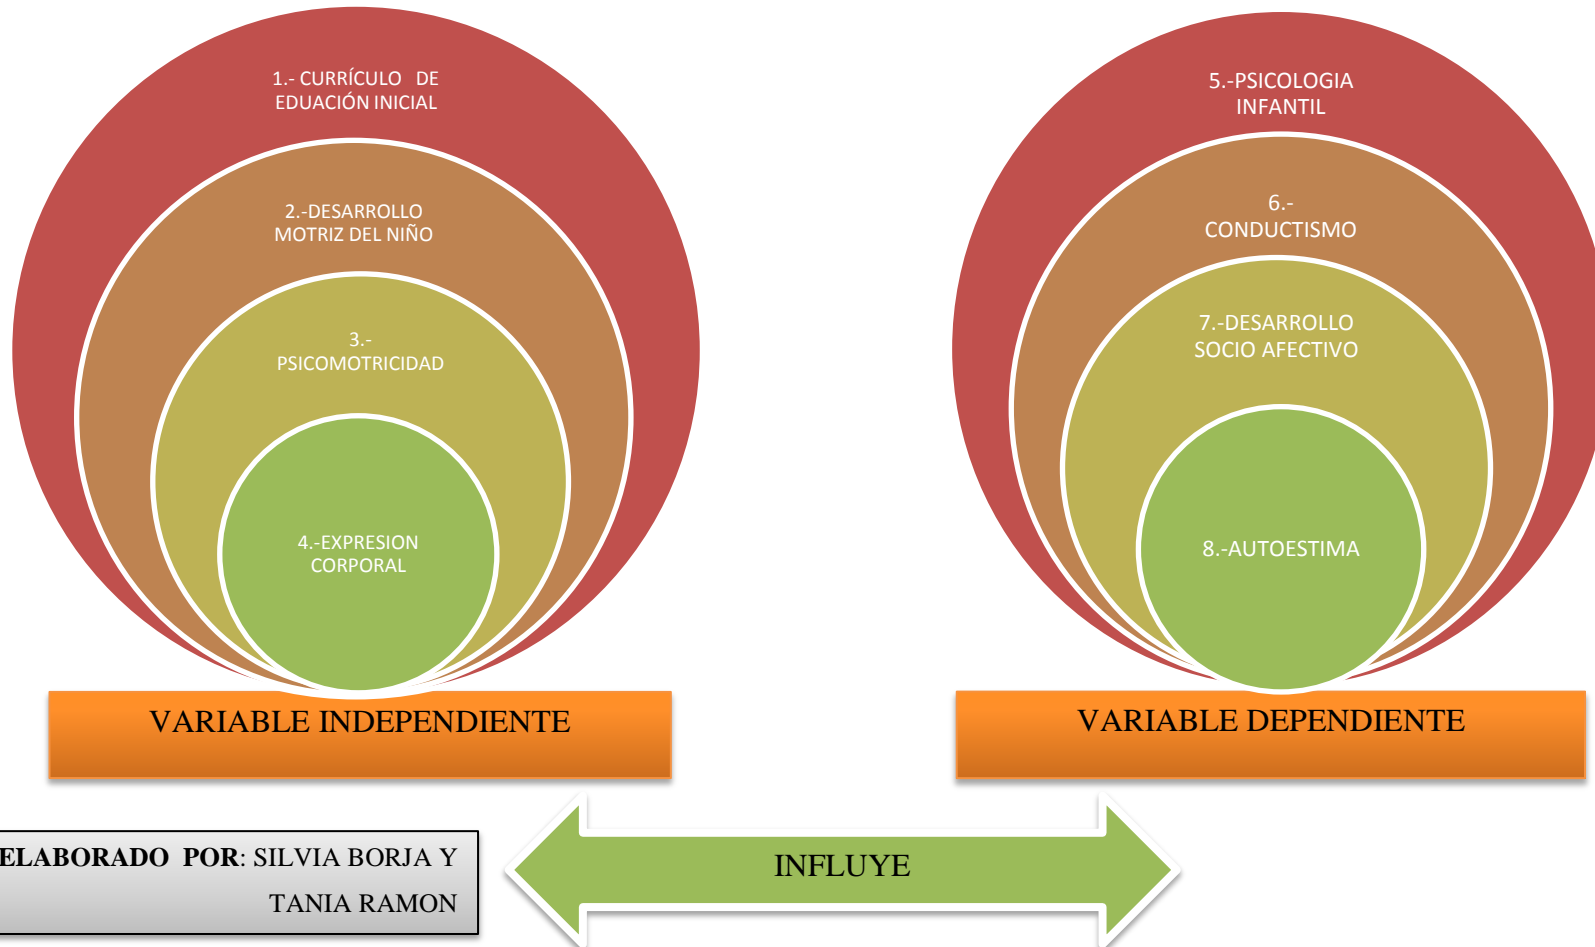 1.- CURRÍCULO DE
EDUACIÓN INICIAL
2.-DESARROLLO
MOTRIZ DEL NIÑO
3.-
PSICOMOTRICIDAD
4.-EXPRESION
CORPORAL
VARIABLE INDEPENDIENTE
5.-PSICOLOGIA
INFANTIL
6.-
CONDUCTISMO
7.-DESARROLLO
SOCIO AFECTIVO
8.-AUTOESTIMA
VARIABLE DEPENDIENTE
ELABORADO POR: SILVIA BORJA Y
TANIA RAMON
INFLUYE